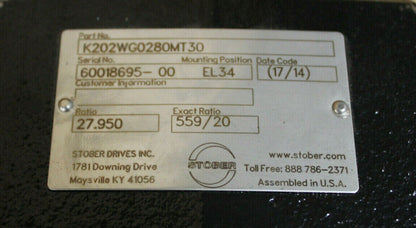 Part No.
K202WG0280MT30
Serial No. Mounting Position Date Code
60018695-00 EL34 (17/14)
Customer Information
Ratio Exact Ratio
27.950 559/20
STOBER DRIVES INC.
1781 Downing Drive
Maysville KY 41056
STOBER
www.stober.com
Toll Free: 888 786-2371
Assembled in U.S.A.